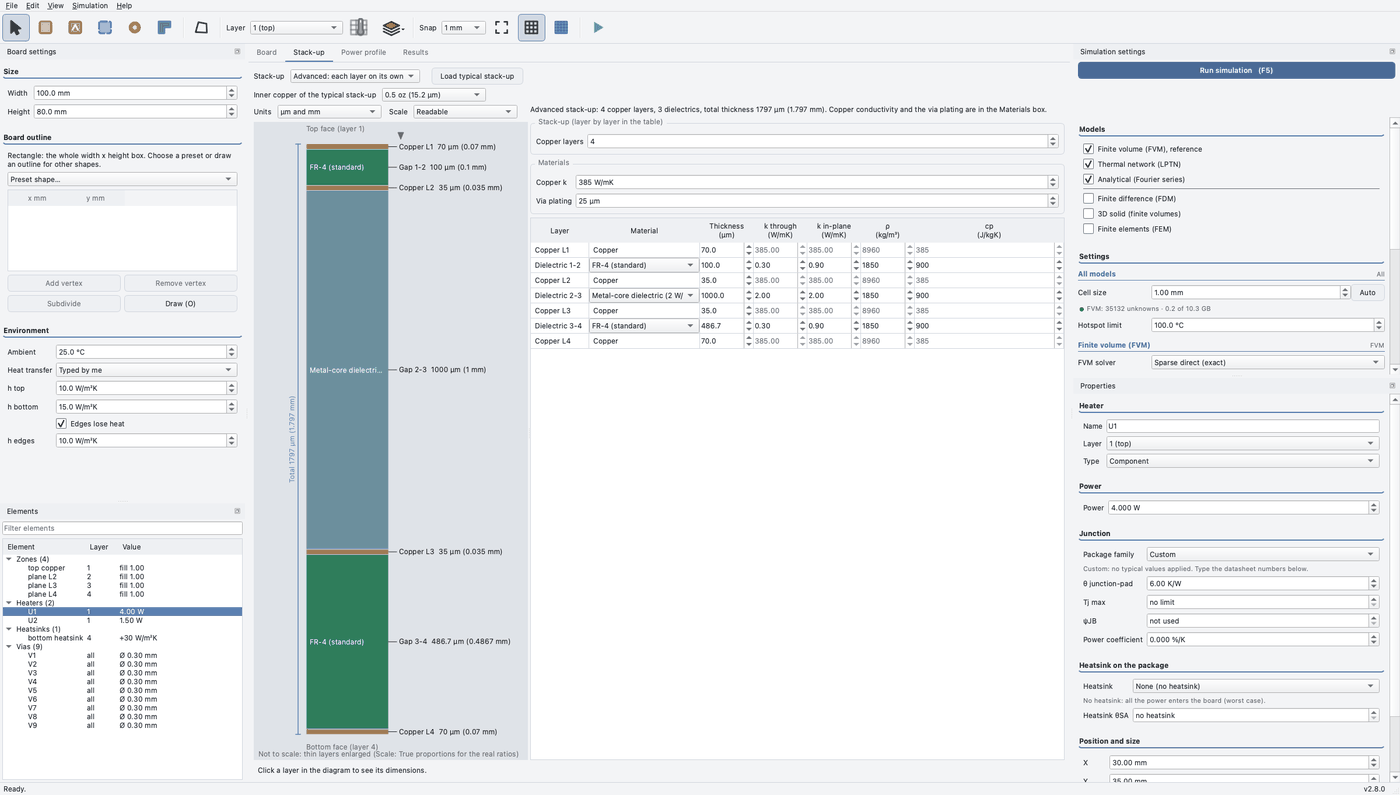 File Edit View Simulation Help
Layer 1 (top) Snap 1 mm
Board settings
Size
Width 100.0 mm
Height 80.0 mm
Board outline
Rectangle: the whole width x height box. Choose a preset or draw
an outline for other shapes.
Preset shape...
x mm y mm
Add vertex Remove vertex
Subdivide Draw (O)
Environment
Ambient 25.0 °C
Heat transfer Typed by me
h top 10.0 W/m²K
h bottom 15.0 W/m²K
Edges lose heat
h edges 10.0 W/m²K
Elements
Filter elements
Element Layer Value
Zones (4)
top copper 1 fill 1.00
plane L2 2 fill 1.00
plane L3 3 fill 1.00
plane L4 4 fill 1.00
Heaters (2)
U1 1 4.00 W
U2 1 1.50 W
Heatsinks (1)
bottom heatsink 4 +30 W/m²K
Vias (9)
V1 all Ø 0.30 mm
V2 all Ø 0.30 mm
V3 all Ø 0.30 mm
V4 all Ø 0.30 mm
V5 all Ø 0.30 mm
V6 all Ø 0.30 mm
V7 all Ø 0.30 mm
V8 all Ø 0.30 mm
V9 all Ø 0.30 mm
Board Stack-up Power profile Results
Stack-up Advanced: each layer on its own Load typical stack-up
Inner copper of the typical stack-up 0.5 oz (15.2 µm)
Units µm and mm Scale Readable
Top face (layer 1)
Copper L1 70 µm (0.07 mm)
FR-4 (standard) Gap 1-2 100 µm (0.1 mm)
Copper L2 35 µm (0.035 mm)
Metal-core dielectri... Gap 2-3 1000 µm (1 mm)
Total 1797 µm (1.797 mm)
Copper L3 35 µm (0.035 mm)
FR-4 (standard) Gap 3-4 486.7 µm (0.4867 mm)
Copper L4 70 µm (0.07 mm)
Bottom face (layer 4)
Not to scale: thin layers enlarged (Scale: True proportions for the real ratios)
Click a layer in the diagram to see its dimensions.
Advanced stack-up: 4 copper layers, 3 dielectrics, total thickness 1797 µm (1.797 mm). Copper conductivity and the via plating are in the Materials box.
Stack-up (layer by layer in the table)
Copper layers 4
Materials
Copper k 385 W/mK
Via plating 25 µm
Layer Material Thickness (µm) k through (W/mK) k in-plane (W/mK) ρ (kg/m³) cp (J/kgK)
Copper L1 Copper 70.0 385.00 385.00 8960 385
Dielectric 1-2 FR-4 (standard) 100.0 0.30 0.90 1850 900
Copper L2 Copper 35.0 385.00 385.00 8960 385
Dielectric 2-3 Metal-core dielectric (2 W/ 1000.0 2.00 2.00 1850 900
Copper L3 Copper 35.0 385.00 385.00 8960 385
Dielectric 3-4 FR-4 (standard) 486.7 0.30 0.90 1850 900
Copper L4 Copper 70.0 385.00 385.00 8960 385
Simulation settings
Run simulation (F5)
Models
Finite volume (FVM), reference
Thermal network (LPTN)
Analytical (Fourier series)
Finite difference (FDM)
3D solid (finite volumes)
Finite elements (FEM)
Settings
All models All
Cell size 1.00 mm Auto
FVM: 35132 unknowns · 0.2 of 10.3 GB
Hotspot limit 100.0 °C
Finite volume (FVM) FVM
FVM solver Sparse direct (exact)
Properties
Heater
Name U1
Layer 1 (top)
Type Component
Power
Power 4.000 W
Junction
Package family Custom
Custom: no typical values applied. Type the datasheet numbers below.
θ junction-pad 6.00 K/W
Tj max no limit
ψJB not used
Power coefficient 0.000 %/K
Heatsink on the package
Heatsink None (no heatsink)
No heatsink: all the power enters the board (worst case).
Heatsink θSA no heatsink
Position and size
X 30.00 mm
Y 35.00 mm
Ready. v2.8.0